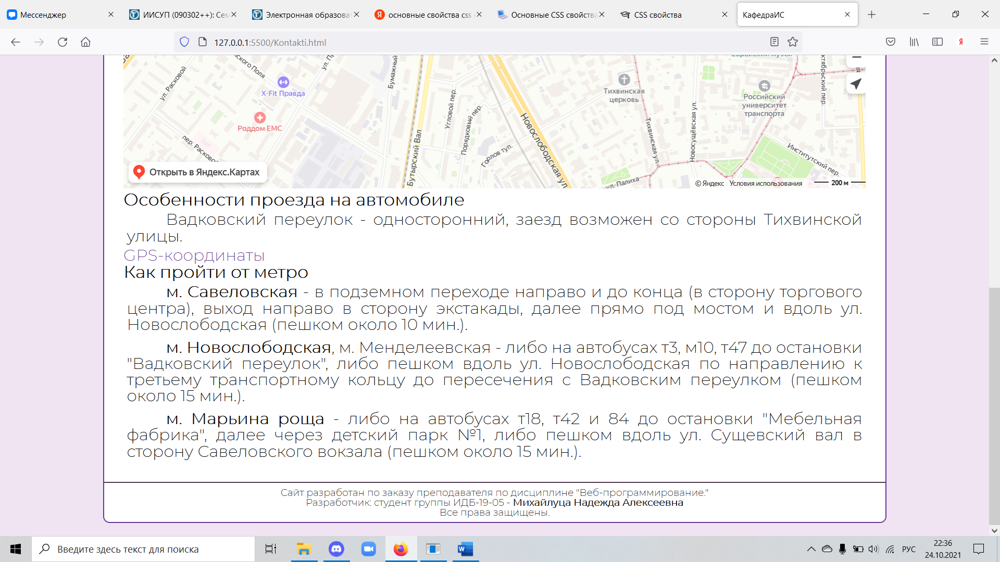 Мессенджер
ИИСУП (090302++): Сем
Электронная образоват
основные свойства css
Основные CSS свойства
CSS свойства
КафедраИС
127.0.0.1:5500/Kontakti.html
ул. Расковой
ского Поля
ул. П
Бумажный
X-Fit Правда
Роддом ЕМС
пер. Расковой
Бутырский Вал
Угловой пер.
Порядковый пер.
Горлов туп.
Новослободская ул
Тихвинская
церковь
Тихвинская ул.
Новосущёвская ул.
Еврейский музей
Российский
университет
транспорта
ктябрьский пер.
Институтский пер.
ул. Палиха
Открыть в Яндекс.Картах
© Яндекс Условия использования 200 м
Особенности проезда на автомобиле
Вадковский переулок - односторонний, заезд возможен со стороны Тихвинской
улицы.
GPS-координаты
Как пройти от метро
м. Савеловская - в подземном переходе направо и до конца (в сторону торгового
центра), выход направо в сторону экстакады, далее прямо под мостом и вдоль ул.
Новослободская (пешком около 10 мин.).
м. Новослободская, м. Менделеевская - либо на автобусах т3, м10, т47 до остановки
"Вадковский переулок", либо пешком вдоль ул. Новослободская по направлению к
третьему транспортному кольцу до пересечения с Вадковским переулком (пешком
около 15 мин.).
м. Марьина роща - либо на автобусах т18, т42 и 84 до остановки "Мебельная
фабрика", далее через детский парк №1, либо пешком вдоль ул. Сущевский вал в
сторону Савеловского вокзала (пешком около 15 мин.).
Сайт разработан по заказу преподавателя по дисциплине "Веб-программирование."
Разработчик: студент группы ИДБ-19-05 - Михайлуца Надежда Алексеевна
Все права защищены.
Введите здесь текст для поиска
РУС
22:36
24.10.2021